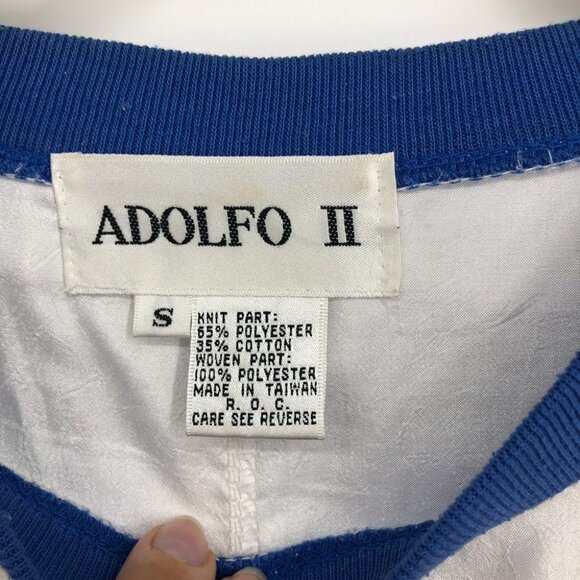 ADOLFO II
S
KNIT PART:
65% POLYESTER
35% COTTON
WOVEN PART:
100% POLYESTER
MADE IN TAIWAN
R. O. C.
CARE SEE REVERSE